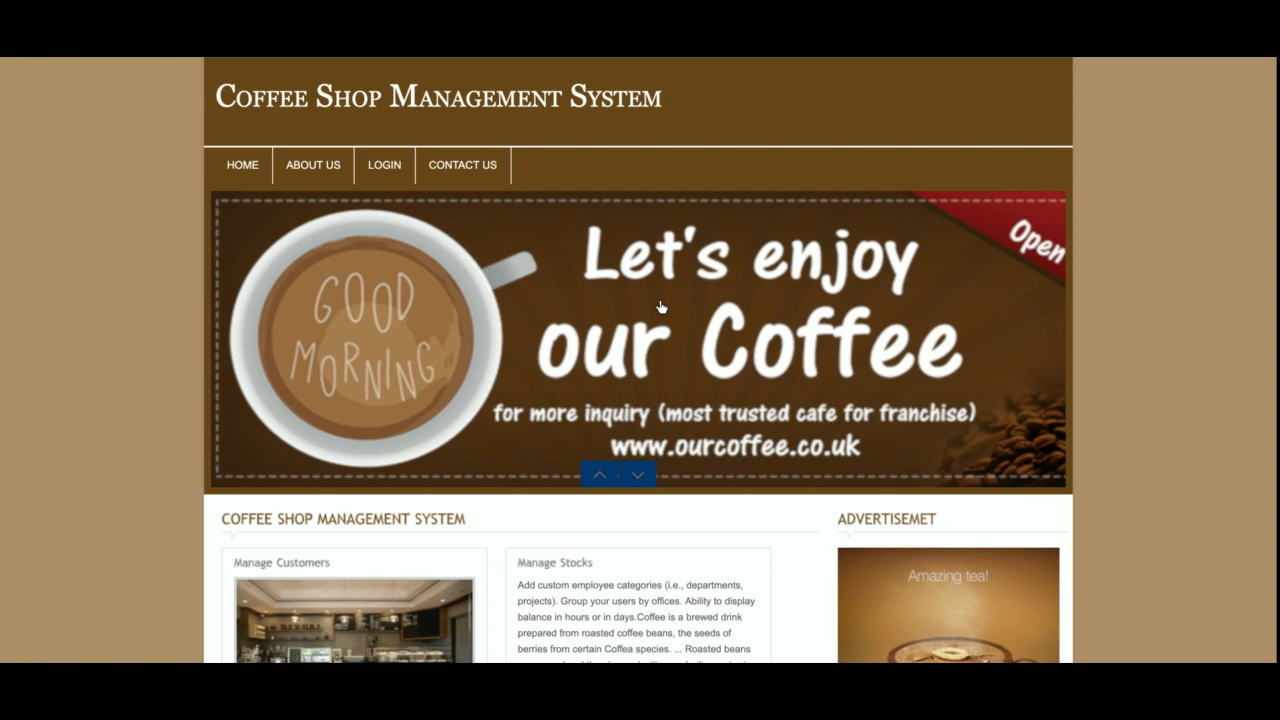 Coffee Shop Management System
HOME
ABOUT US
LOGIN
CONTACT US
GOOD
MORNING
Let's enjoy
our Coffee
for more inquiry (most trusted cafe for franchise)
www.ourcoffee.co.uk
Open
COFFEE SHOP MANAGEMENT SYSTEM
Manage Customers
Manage Stocks
Add custom employee categories (i.e., departments,
projects). Group your users by offices. Ability to display
balance in hours or in days.Coffee is a brewed drink
prepared from roasted coffee beans, the seeds of
berries from certain Coffea species. ... Roasted beans
ADVERTISEMET
Amazing tea!